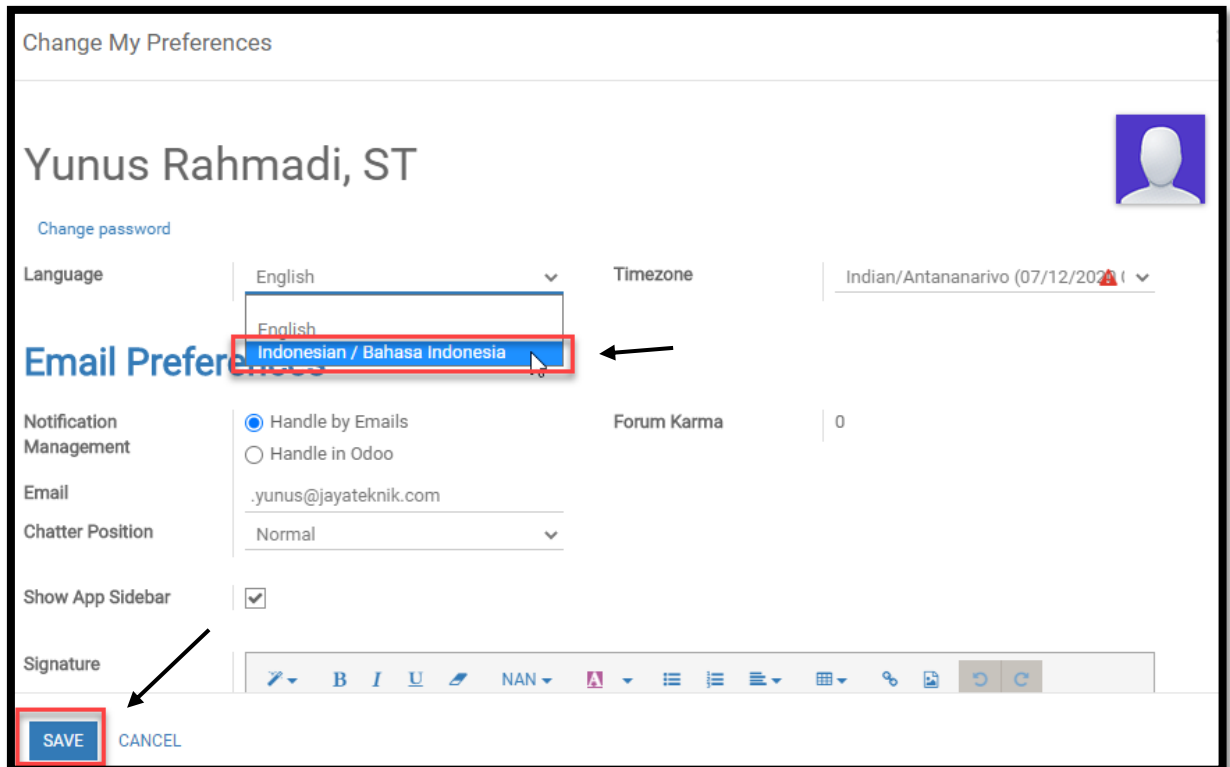 Change My Preferences
Yunus Rahmadi, ST
Change password
Language
English
Timezone
Indian/Antananarivo (07/12/2020
English
Indonesian / Bahasa Indonesia
Email Preferences
Notification
Management
Handle by Emails
Handle in Odoo
Forum Karma
0
Email
.yunus@jayateknik.com
Chatter Position
Normal
Show App Sidebar
Signature
B I U NAN A
SAVE CANCEL